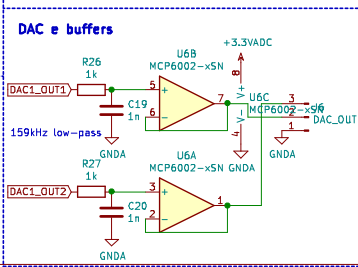 DAC e buffers
+3.3VADC
R26
1k
U6B
MCP6002-xSN
DAC1_OUT1
C19
1n
5
6
7
8
V+
V-
4
U6C
MCP6002-xSN
3
2
1
J6
DAC_OUT
159kHz low-pass
GNDA
GNDA
GNDA
R27
1k
U6A
MCP6002-xSN
DAC1_OUT2
C20
1n
3
2
1
GNDA